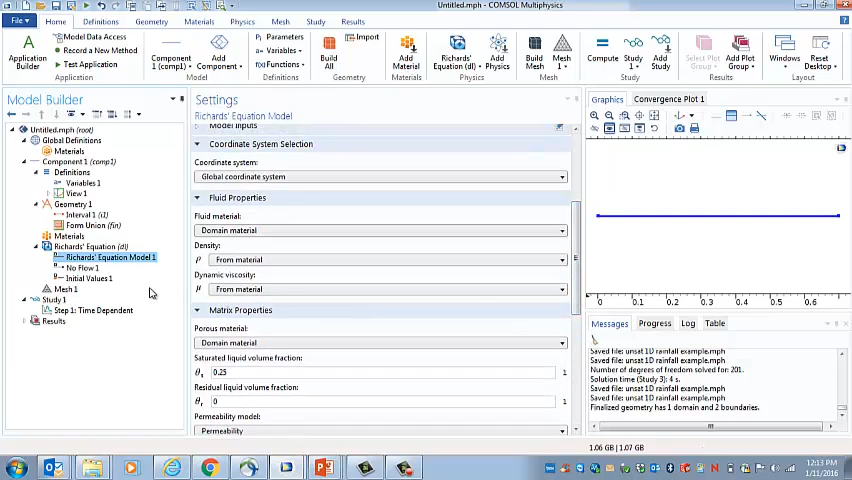 Untitled.mph - COMSOL Multiphysics
File
Home
Definitions
Geometry
Materials
Physics
Mesh
Study
Results
Application Builder
Model Data Access
Record a New Method
Test Application
Application
Component 1 (comp1)
Add Component
Model
Pi Parameters
a= Variables
f(x) Functions
Definitions
Import
Build All
Geometry
Add Material
Materials
Richards' Equation (dl)
Add Physics
Physics
Build Mesh
Mesh 1
Mesh
Compute
Study 1
Add Study
Study
Select Plot Group
Add Plot Group
Results
Windows
Reset Desktop
Layout
Model Builder
Untitled.mph (root)
Global Definitions
Materials
Component 1 (comp1)
Definitions
Variables 1
View 1
Geometry 1
Interval 1 (i1)
Form Union (fin)
Materials
Richards' Equation (dl)
Richards' Equation Model 1
No Flow 1
Initial Values 1
Mesh 1
Study 1
Step 1: Time Dependent
Results
Settings
Richards' Equation Model
Model Inputs
Coordinate System Selection
Coordinate system:
Global coordinate system
Fluid Properties
Fluid material:
Domain material
Density:
ρ From material
Dynamic viscosity:
μ From material
Matrix Properties
Porous material:
Domain material
Saturated liquid volume fraction:
θs 0.25 1
Residual liquid volume fraction:
θr 0 1
Permeability model:
Permeability
Graphics
Convergence Plot 1
0 0.1 0.2 0.3 0.4 0.5 0.6
Messages
Progress
Log
Table
Saved file: unsat 1D rainfall example.mph
Saved file: unsat 1D rainfall example.mph
Number of degrees of freedom solved for: 201.
Solution time (Study 3): 4 s.
Saved file: unsat 1D rainfall example.mph
Saved file: unsat 1D rainfall example.mph
Finalized geometry has 1 domain and 2 boundaries.
1.06 GB | 1.07 GB
12:13 PM
1/11/2016